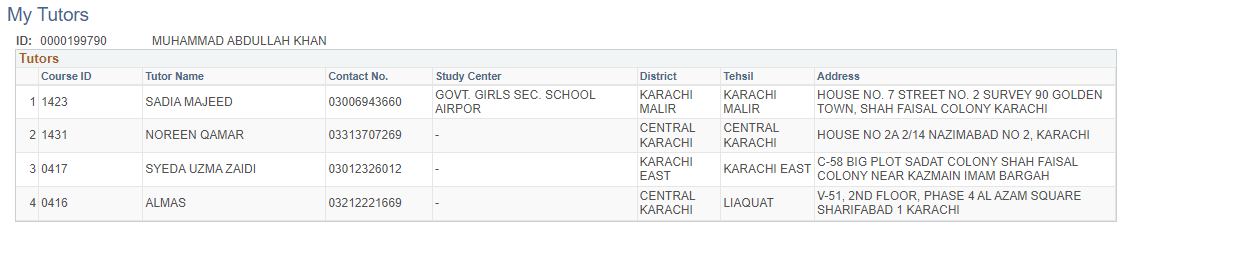 My Tutors
ID: 0000199790 MUHAMMAD ABDULLAH KHAN
Tutors
Course ID Tutor Name Contact No. Study Center District Tehsil Address
1 1423 SADIA MAJEED 03006943660 GOVT. GIRLS SEC. SCHOOL AIRPOR KARACHI MALIR KARACHI MALIR HOUSE NO. 7 STREET NO. 2 SURVEY 90 GOLDEN TOWN, SHAH FAISAL COLONY KARACHI
2 1431 NOREEN QAMAR 03313707269 - CENTRAL KARACHI CENTRAL KARACHI HOUSE NO 2A 2/14 NAZIMABAD NO 2, KARACHI
3 0417 SYEDA UZMA ZAIDI 03012326012 - KARACHI EAST KARACHI EAST C-58 BIG PLOT SADAT COLONY SHAH FAISAL COLONY NEAR KAZMAIN IMAM BARGAH
4 0416 ALMAS 03212221669 - CENTRAL KARACHI LIAQUAT V-51, 2ND FLOOR, PHASE 4 AL AZAM SQUARE SHARIFABAD 1 KARACHI